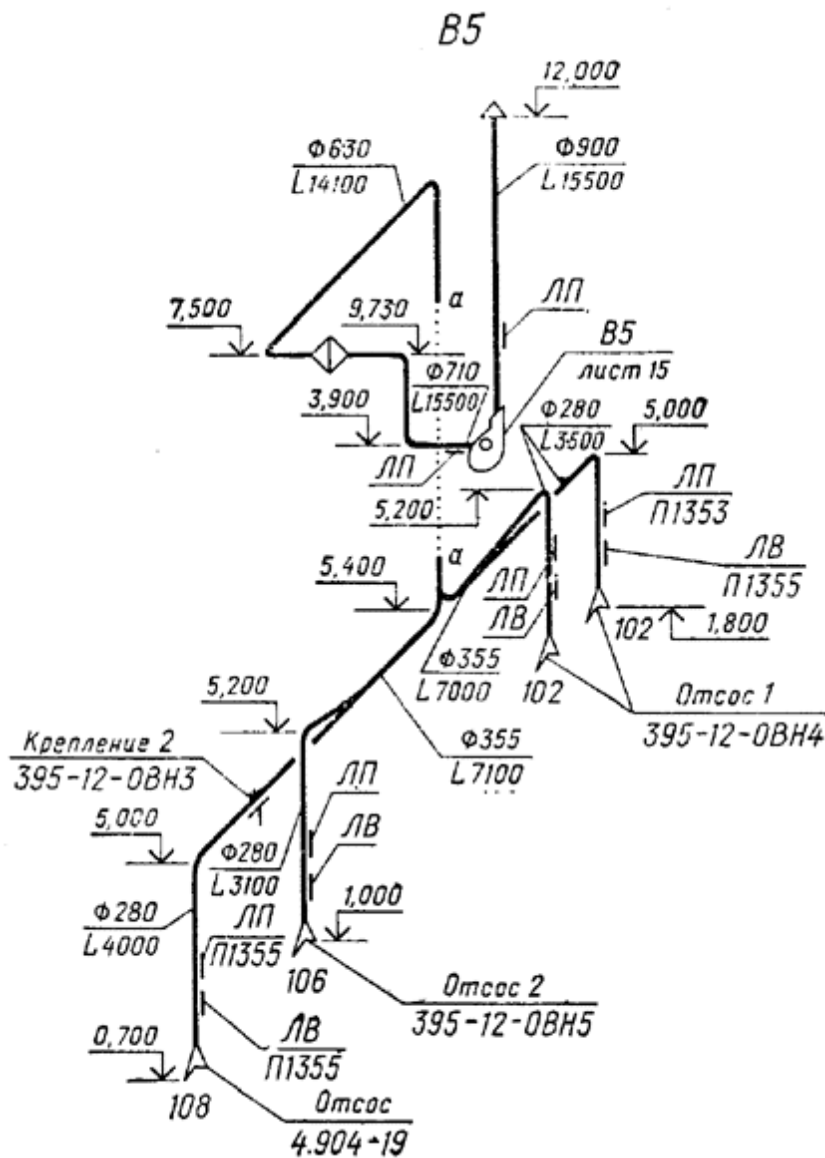 В5
12,000
Ф630
L14100
Ф900
L15500
а
ЛП
7,500
9,730
В5
лист 15
Ф710
L15500
3,900
Ф280
L3500
5,000
ЛП
5,200
ЛП
П1353
а
5,400
ЛП
ЛВ
ЛВ
П1355
102
1,800
Ф355
L7000
102
5,200
Отсос 1
395-12-ОВН4
Крепление 2
395-12-ОВН3
Ф355
L7100
ЛП
5,000
ЛВ
Ф280
L3100
Ф280
L4000
1,000
ЛП
П1355
106
Отсос 2
395-12-ОВН5
ЛВ
П1355
0,700
108
Отсос
4.904-19